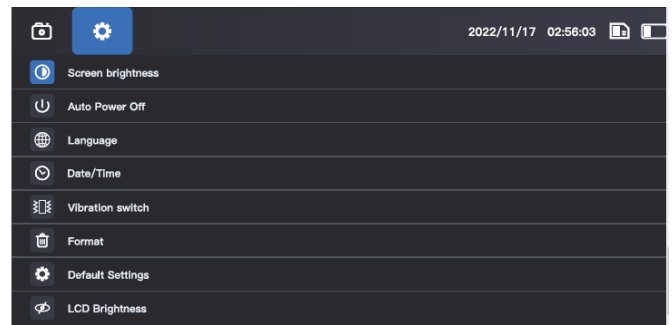 2022/11/17 02:56:03
Screen brightness
Auto Power Off
Language
Date/Time
Vibration switch
Format
Default Settings
LCD Brightness